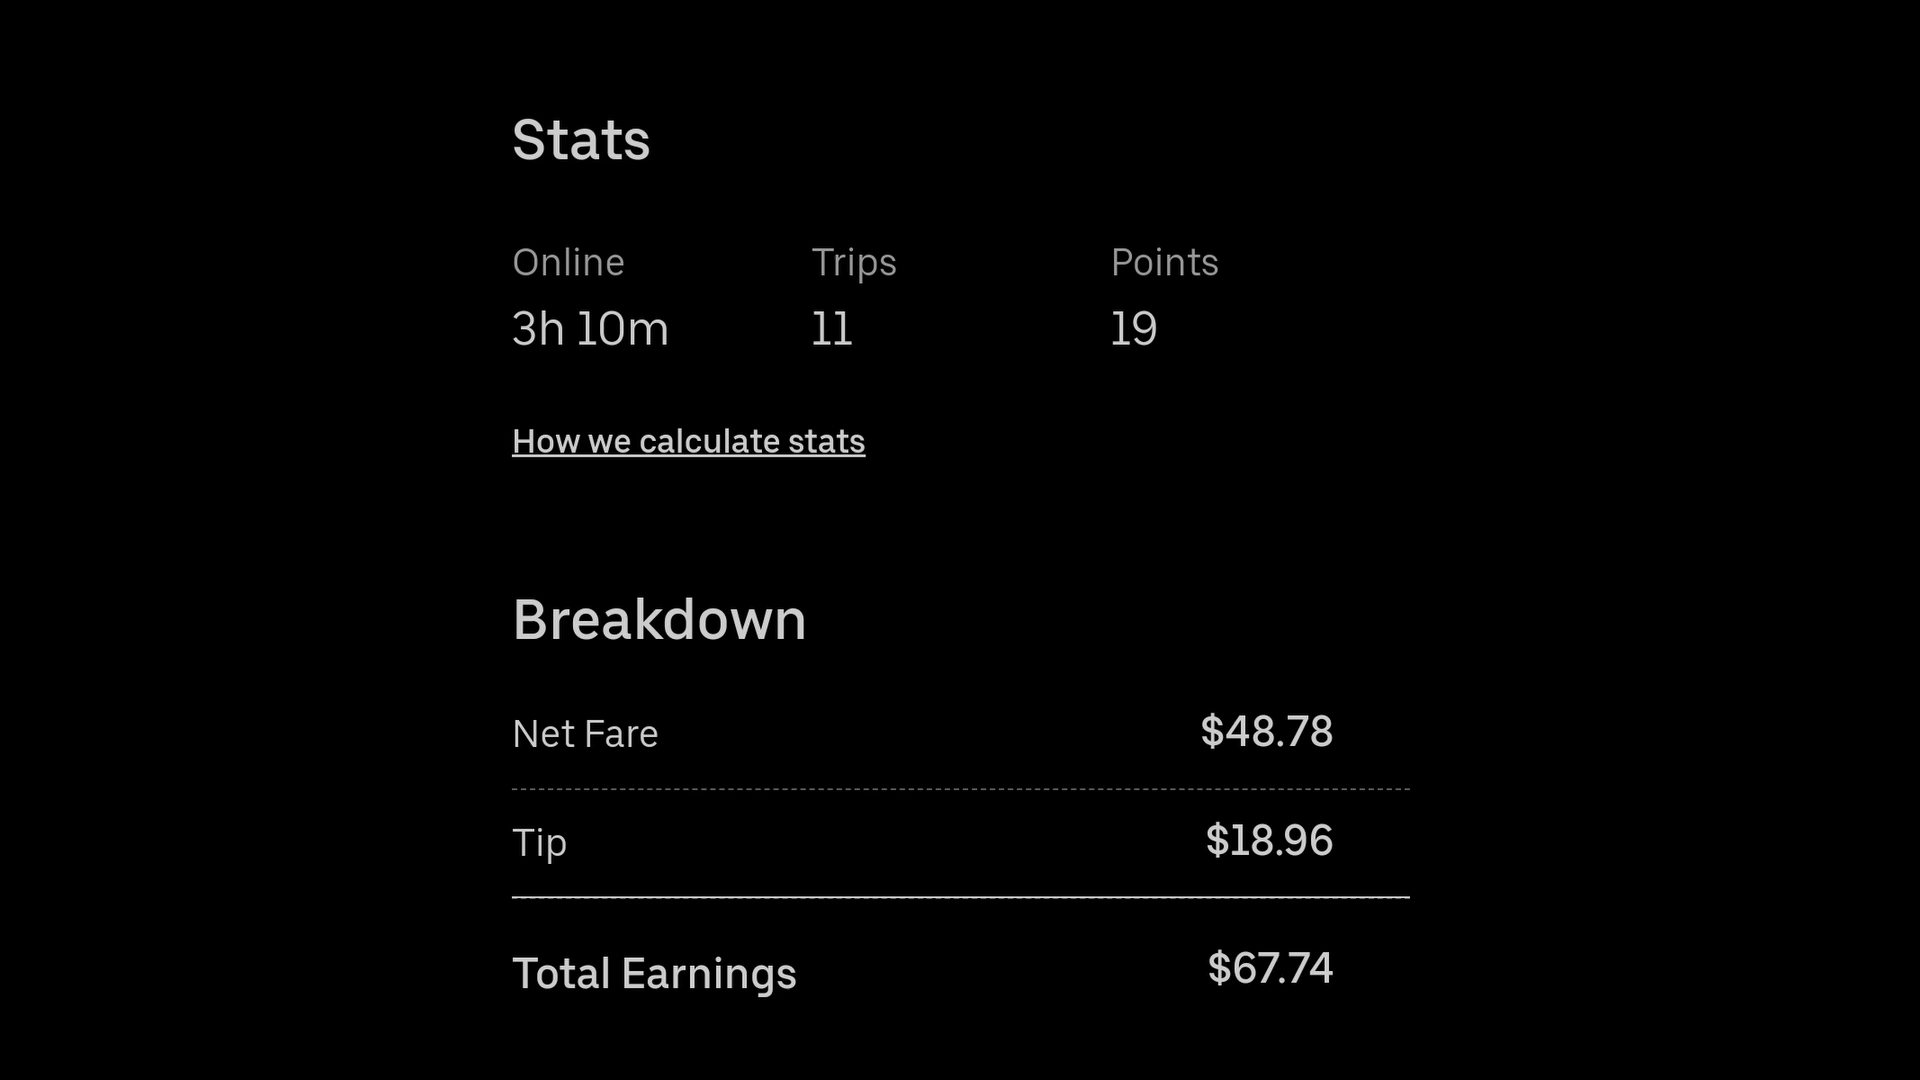 Stats
Online Trips Points
3h 10m 11 19
How we calculate stats
Breakdown
Net Fare $48.78
Tip $18.96
Total Earnings $67.74